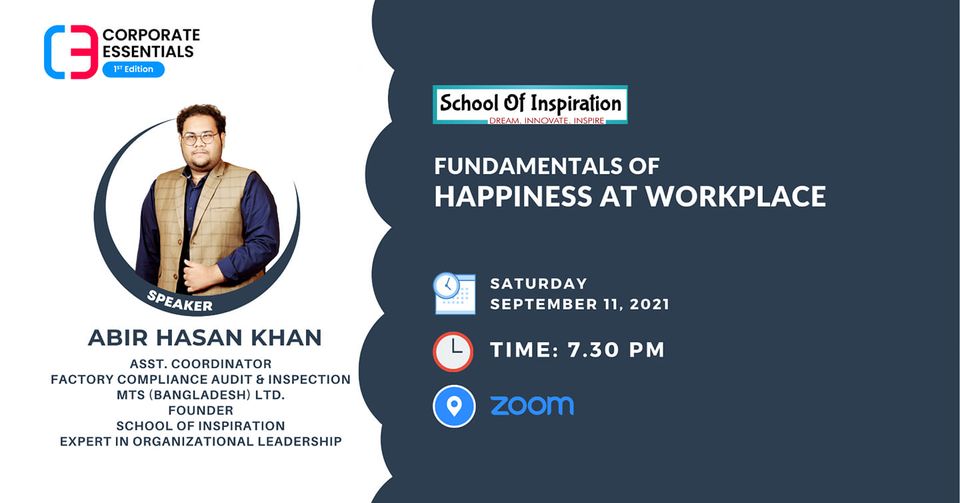 CORPORATE
ESSENTIALS
1ST Edition
SPEAKER
ABIR HASAN KHAN
ASST. COORDINATOR
FACTORY COMPLIANCE AUDIT & INSPECTION
MTS (BANGLADESH) LTD.
FOUNDER
SCHOOL OF INSPIRATION
EXPERT IN ORGANIZATIONAL LEADERSHIP
School Of Inspiration
DREAM, INNOVATE, INSPIRE
FUNDAMENTALS OF
HAPPINESS AT WORKPLACE
SATURDAY
SEPTEMBER 11, 2021
TIME: 7.30 PM
zoom